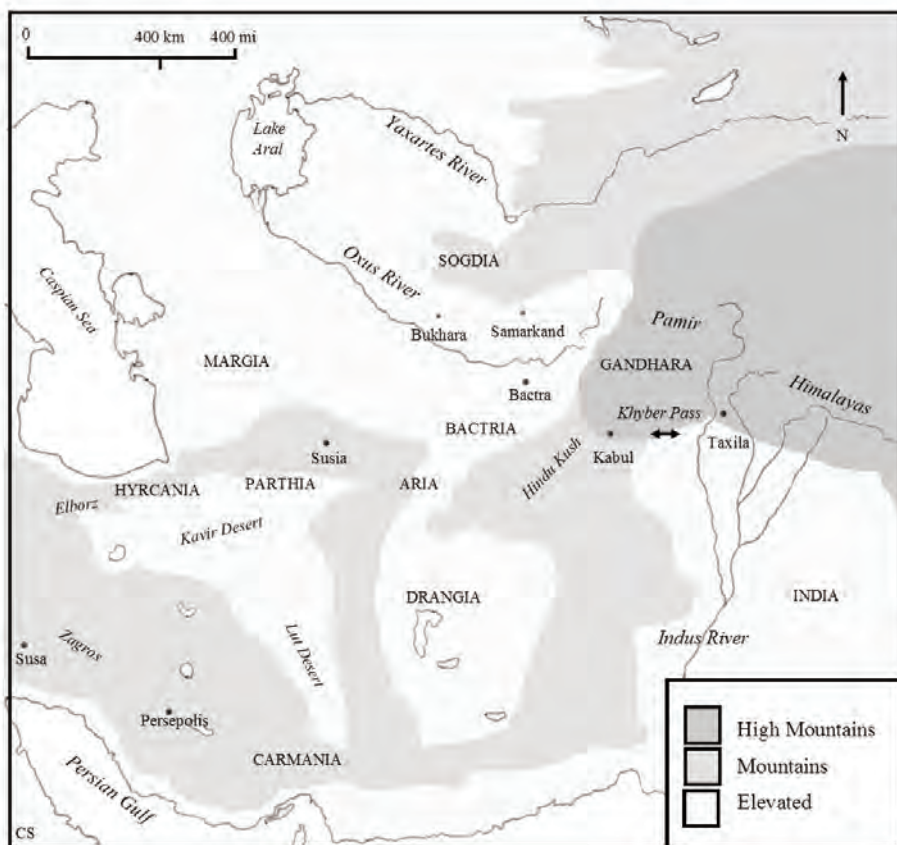 0 400 km 400 mi
N
Lake
Aral
Yaxartes River
Caspian Sea
Oxus River
SOGDIA
Bukhara
Samarkand
Pamir
MARGIA
GANDHARA
Himalayas
Bactra
Khyber Pass
BACTRIA
Taxila
Susia
Kabul
Hindu Kush
HYRCANIA
PARTHIA
ARIA
Elborz
Kavir Desert
DRANGIA
INDIA
Zagros
Lut Desert
Indus River
Susa
Persepolis
CARMANIA
Persian Gulf
High Mountains
Mountains
Elevated
CS